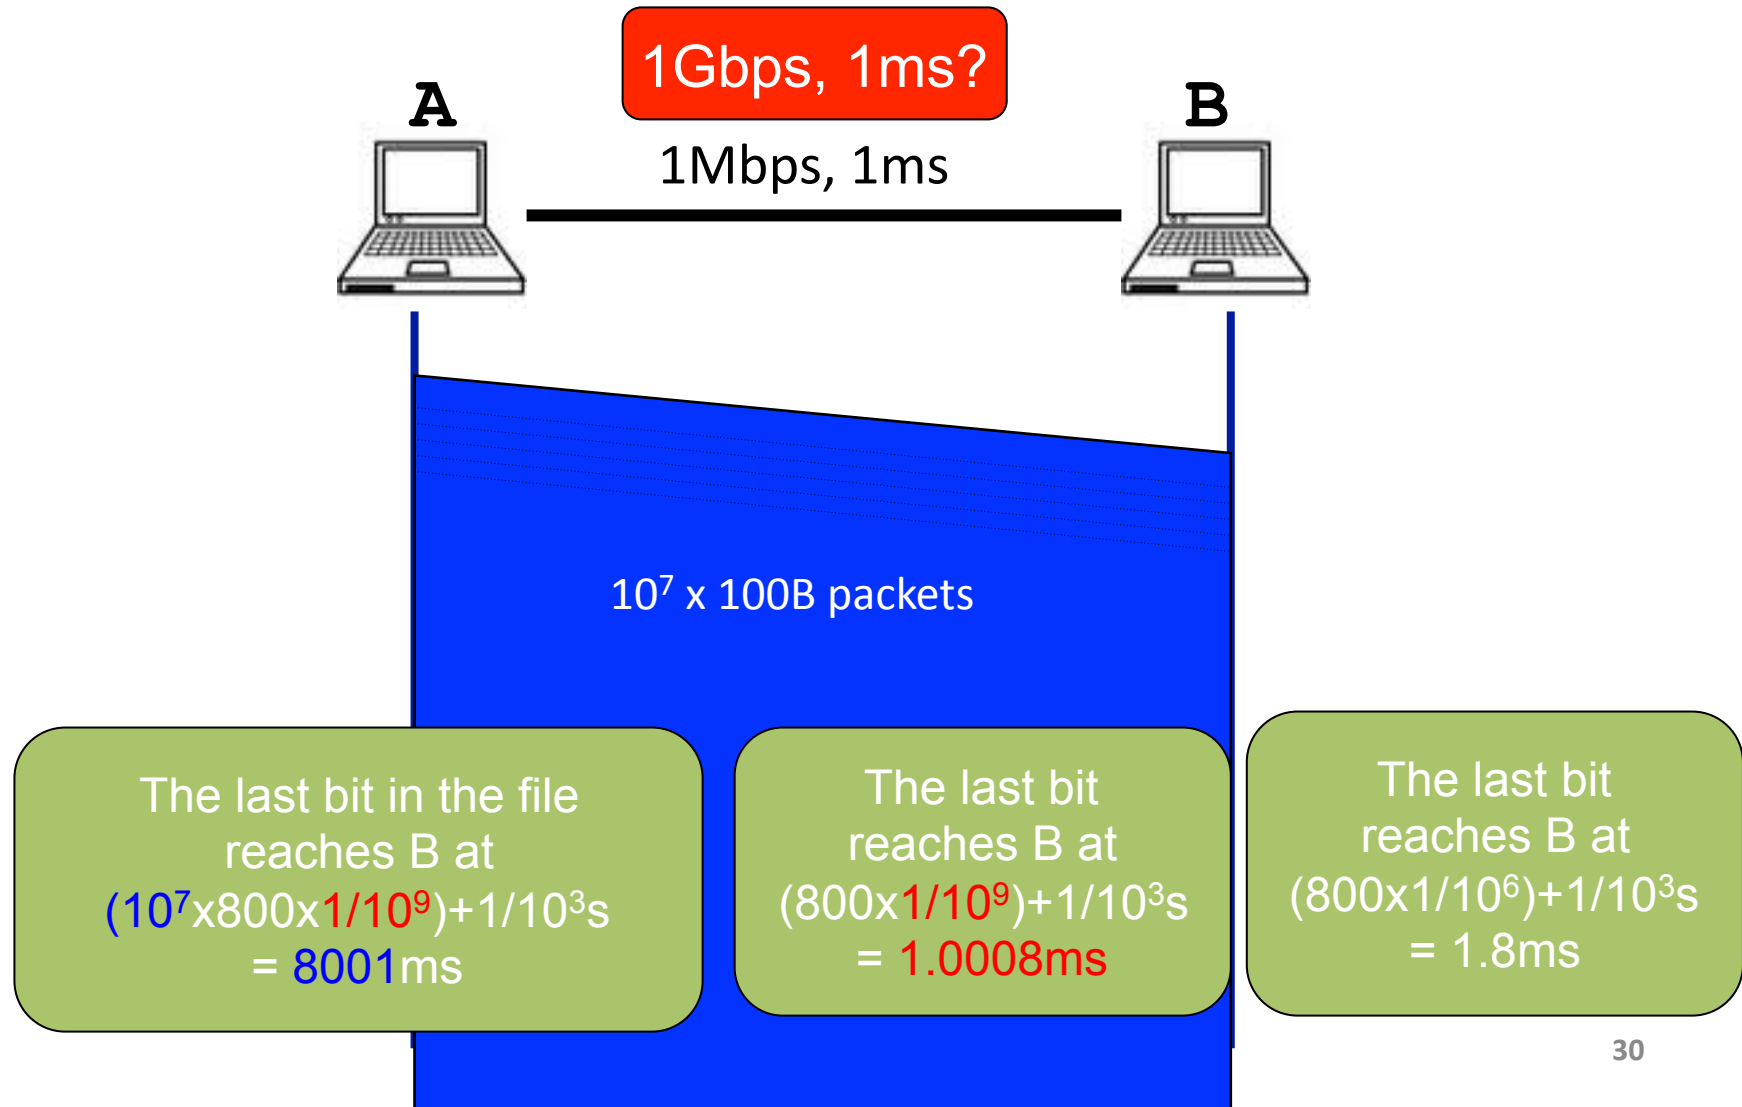 1Gbps, 1ms?
A
B
1Mbps, 1ms
10⁷ x 100B packets
The last bit in the file
reaches B at
(10⁷x800x1/10⁹)+1/10³s
= 8001ms
The last bit
reaches B at
(800x1/10⁹)+1/10³s
= 1.0008ms
The last bit
reaches B at
(800x1/10⁶)+1/10³s
= 1.8ms
30